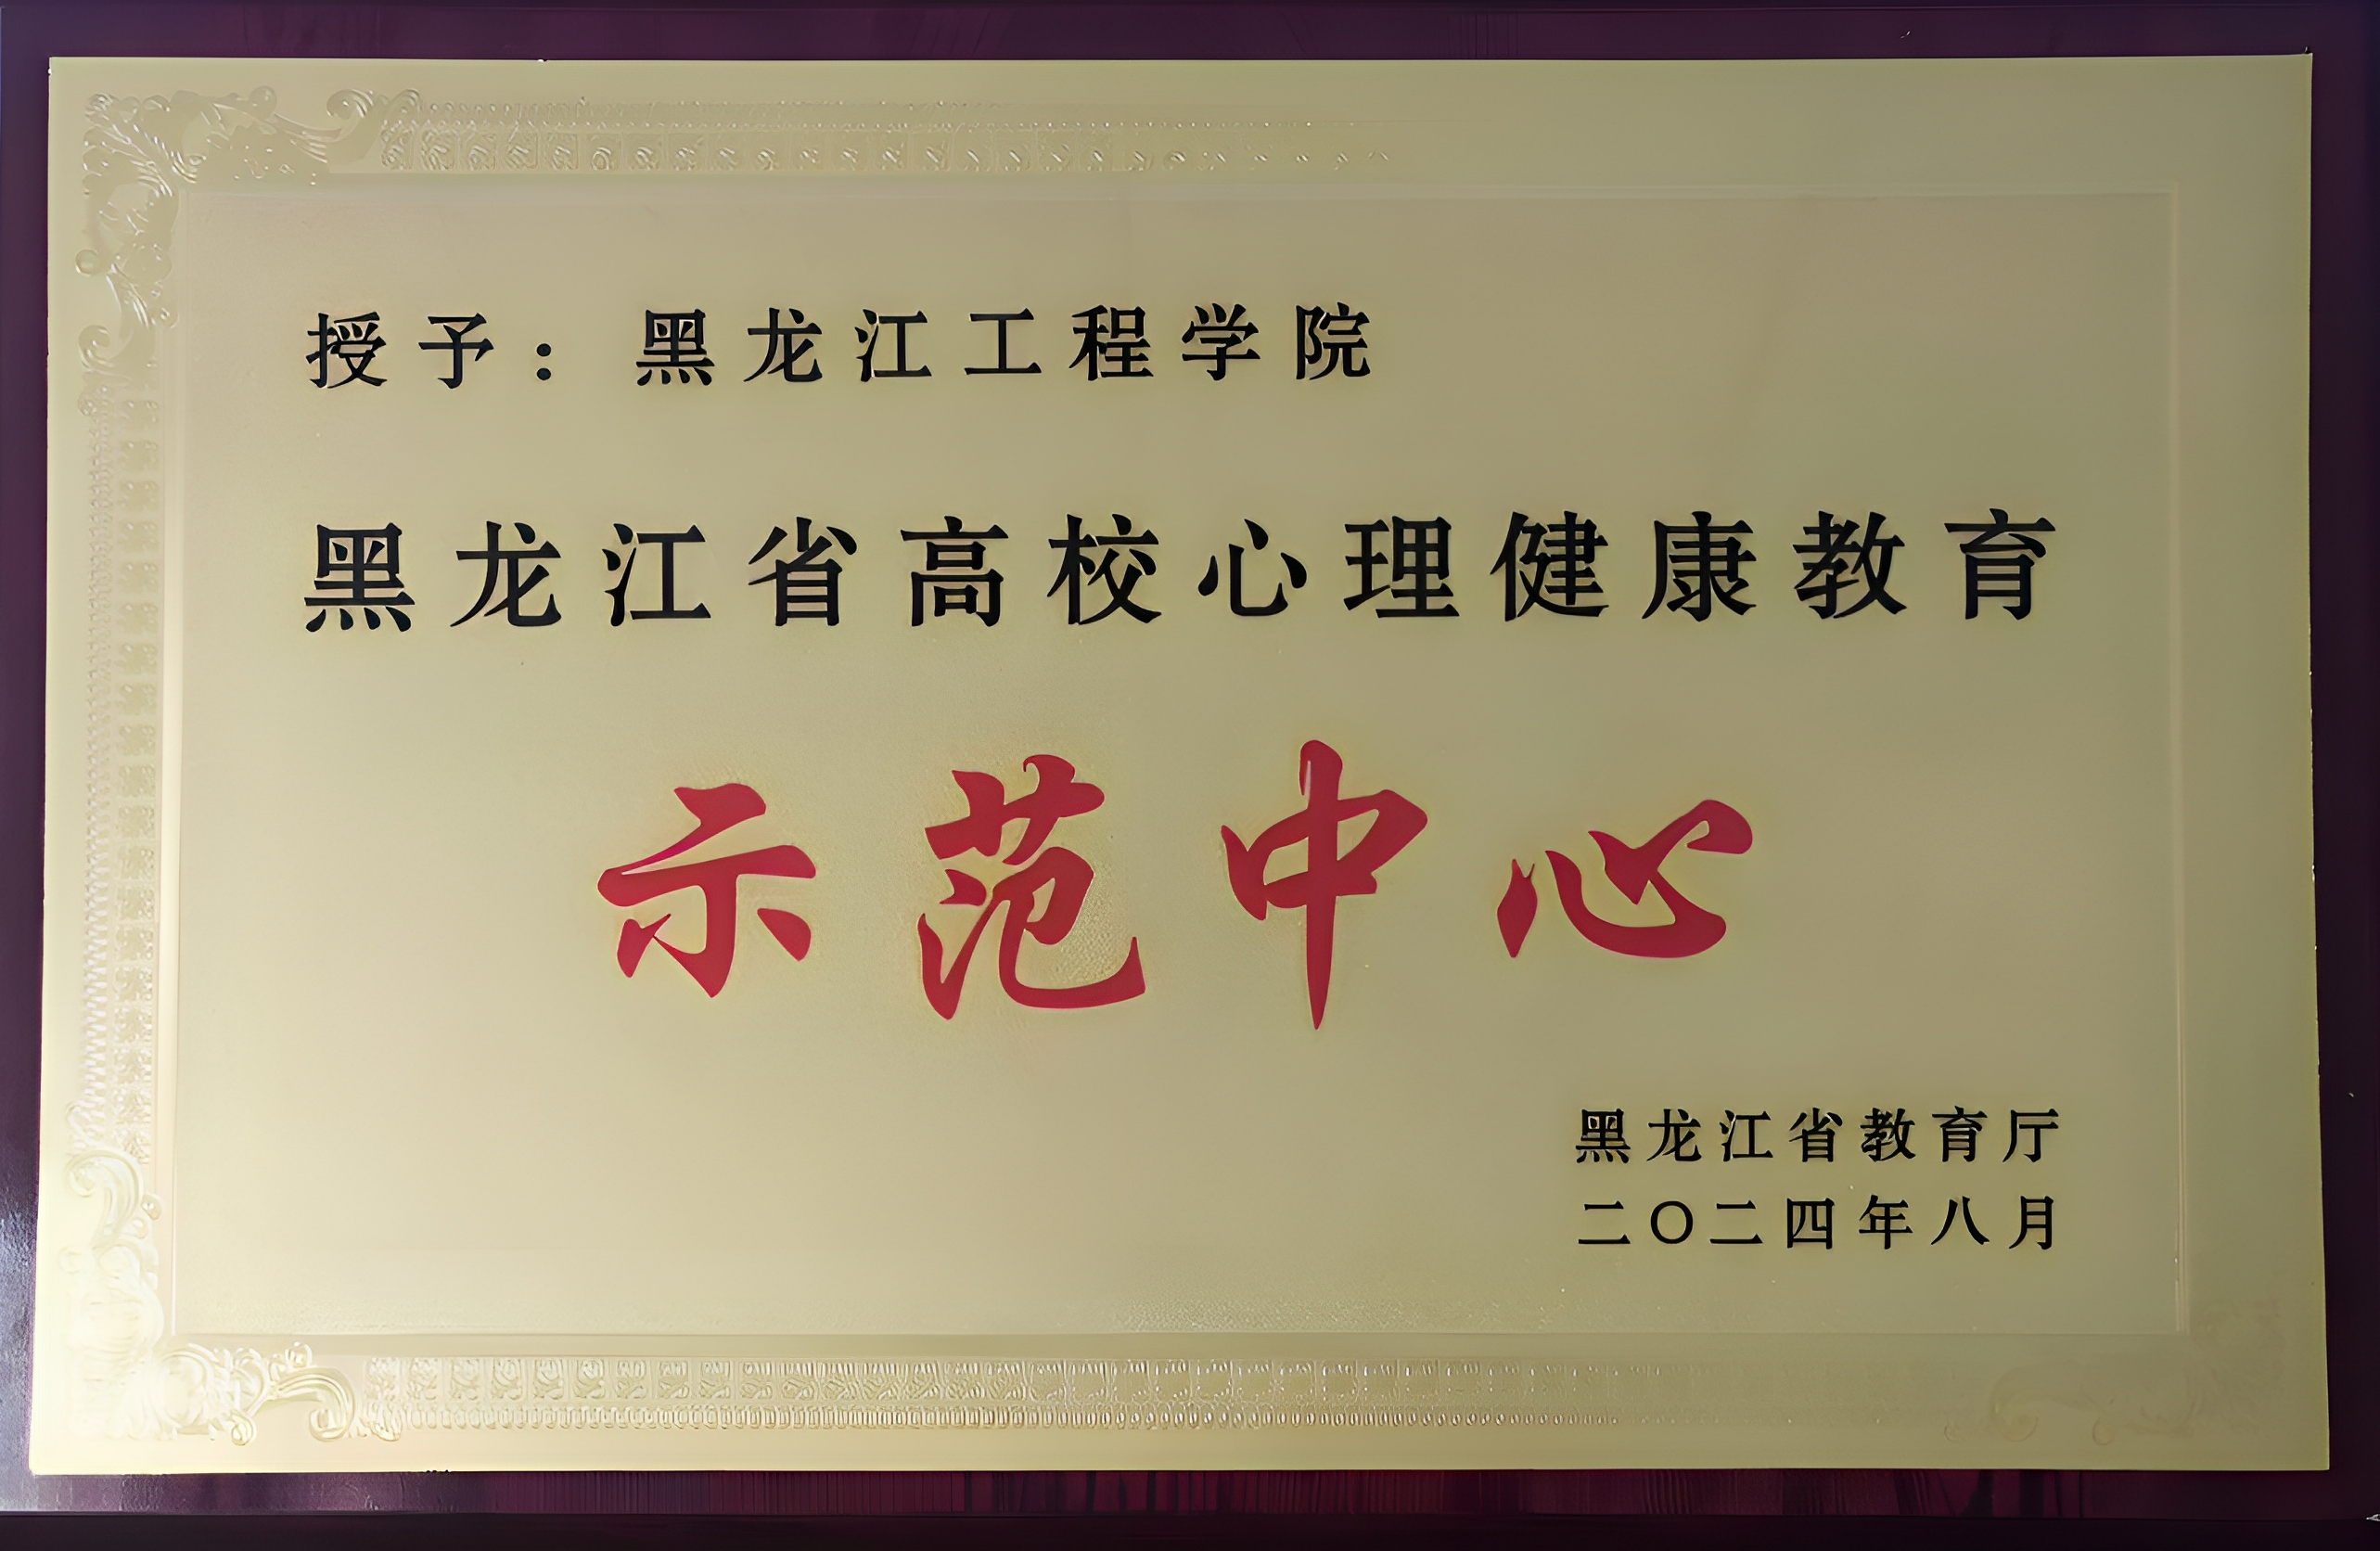 授予：黑龙江工程学院
黑龙江省高校心理健康教育
示范中心
黑龙江省教育厅
二〇二四年八月